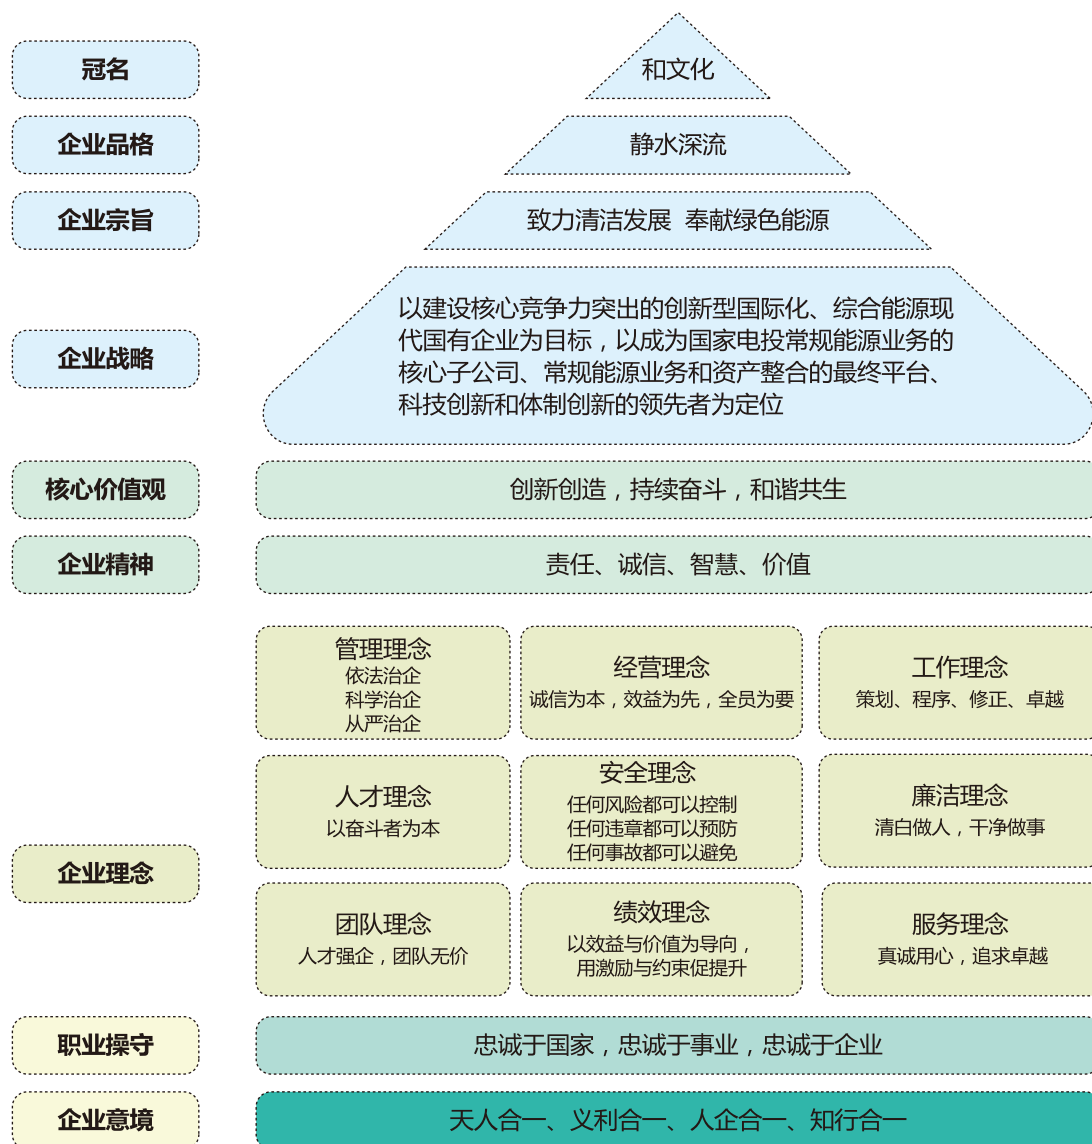 冠名
和文化
企业品格
静水深流
企业宗旨
致力清洁发展 奉献绿色能源
企业战略
以建设核心竞争力突出的创新型国际化、综合能源现
代国有企业为目标，以成为国家电投常规能源业务的
核心子公司、常规能源业务和资产整合的最终平台、
科技创新和体制创新的领先者为定位
核心价值观
创新创造，持续奋斗，和谐共生
企业精神
责任、诚信、智慧、价值
企业理念
管理理念
依法治企
科学治企
从严治企
经营理念
诚信为本，效益为先，全员为要
工作理念
策划、程序、修正、卓越
人才理念
以奋斗者为本
安全理念
任何风险都可以控制
任何违章都可以预防
任何事故都可以避免
廉洁理念
清白做人，干净做事
团队理念
人才强企，团队无价
绩效理念
以效益与价值为导向，
用激励与约束促提升
服务理念
真诚用心，追求卓越
职业操守
忠诚于国家，忠诚于事业，忠诚于企业
企业意境
天人合一、义利合一、人企合一、知行合一